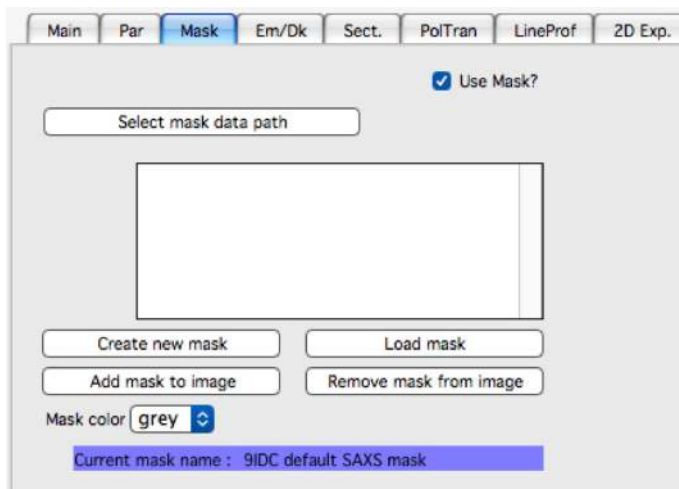 Main Par Mask Em/Dk Sect. PolTran LineProf 2D Exp.
Use Mask?
Select mask data path
Create new mask Load mask
Add mask to image Remove mask from image
Mask color grey
Current mask name : 9IDC default SAXS mask